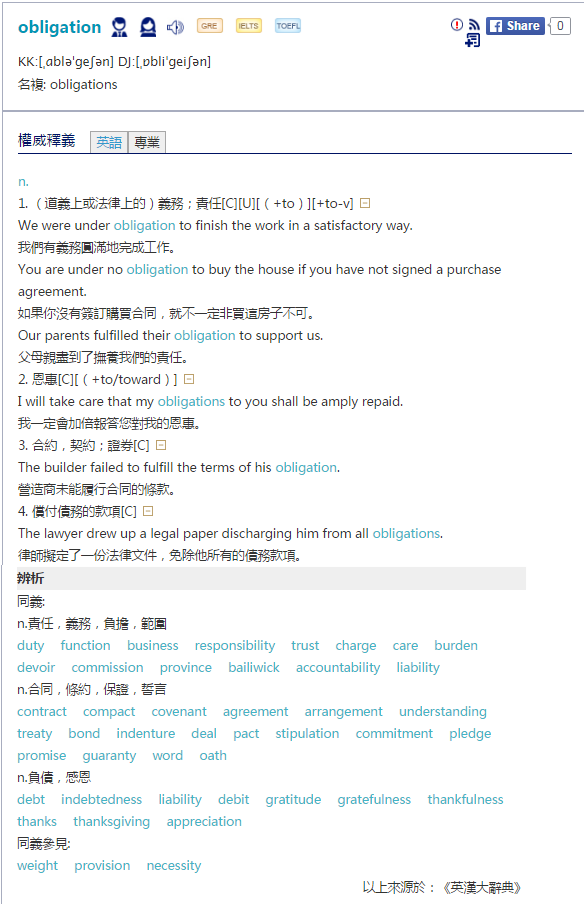 obligation GRE IELTS TOEFL Share 0
KK:[ˌɑbləˈgeʃən] DJ:[ˌɒbliˈgeiʃən]
名複: obligations
權威釋義 英語 專業
n.
1. （道義上或法律上的）義務；責任[C][U][（+to）][+to-v]
We were under obligation to finish the work in a satisfactory way.
我們有義務圓滿地完成工作。
You are under no obligation to buy the house if you have not signed a purchase
agreement.
如果你沒有簽訂購買合同，就不一定非買這房子不可。
Our parents fulfilled their obligation to support us.
父母親盡到了撫養我們的責任。
2. 恩惠[C][（+to/toward）]
I will take care that my obligations to you shall be amply repaid.
我一定會加倍報答您對我的恩惠。
3. 合約，契約；證券[C]
The builder failed to fulfill the terms of his obligation.
營造商未能履行合同的條款。
4. 償付債務的款項[C]
The lawyer drew up a legal paper discharging him from all obligations.
律師擬定了一份法律文件，免除他所有的債務款項。
辨析
同義:
n.責任，義務，負擔，範圍
duty function business responsibility trust charge care burden
devoir commission province bailiwick accountability liability
n.合同，條約，保證，誓言
contract compact covenant agreement arrangement understanding
treaty bond indenture deal pact stipulation commitment pledge
promise guaranty word oath
n.負債，感恩
debt indebtedness liability debit gratitude gratefulness thankfulness
thanks thanksgiving appreciation
同義參見:
weight provision necessity
以上來源於：《英漢大辭典》